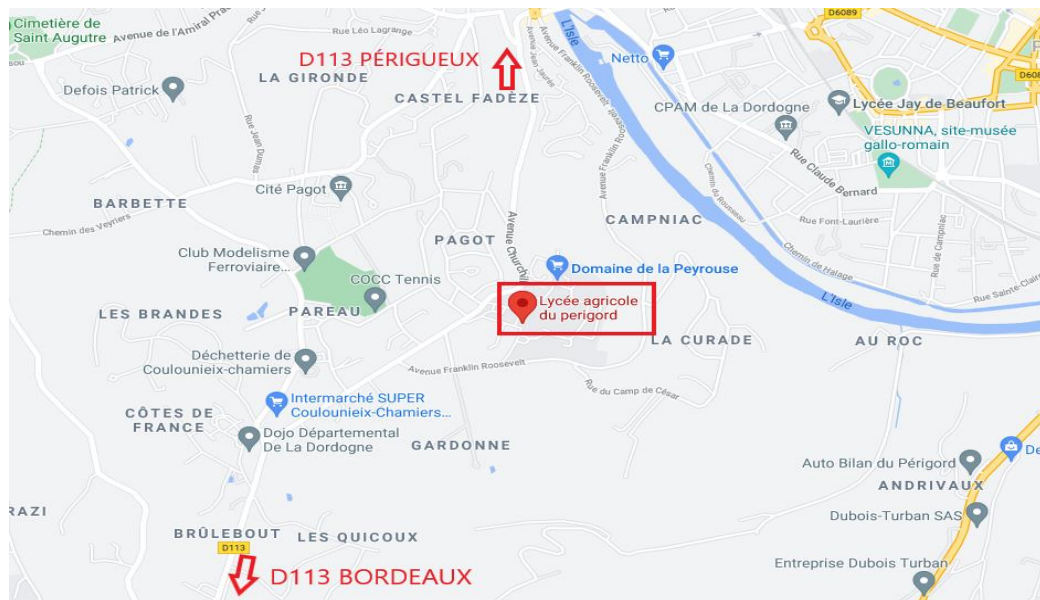 Cimetière de
Saint Augutre
Avenue de l'Amiral Pra
Rue Léo Lagrange
D113 PÉRIGUEUX
Avenue Jean Jaurès
Avenue Franklin Roosevelt
L'Isle
Netto
D6089
D608
LA GIRONDE
Defois Patrick
CASTEL FADÈZE
CPAM de La Dordogne
Lycée Jay de Beaufort
VESUNNA, site-musée
gallo-romain
Rue Jean Dumas
Rue Claude Bernard
Cité Pagot
BARBETTE
Chemin des Veyriers
Avenue Franklin Roosevelt
Chemin du Rousseau
CAMPNIAC
Rue Font-Laurière
Rue de Campniac
Avenue Churchill
PAGOT
Club Modelisme
Ferroviaire...
COCC Tennis
Domaine de la Peyrouse
Chemin de Halage
Rue Sainte-Claire
L'Isle
Lycée agricole
du perigord
LES BRANDES
PAREAU
LA CURADE
AU ROC
Déchetterie de
Coulounieix-chamiers
Avenue Franklin Roosevelt
Rue du Camp de César
Intermarché SUPER
Coulounieix-Chamiers...
CÔTES DE
FRANCE
Dojo Départemental
De La Dordogne
GARDONNE
De
Auto Bilan du Périgord
ANDRIVAUX
RAZI
Dubois-Turban SAS
BRÛLEBOUT
LES QUICOUX
D113
Entreprise Dubois Turban
D113 BORDEAUX